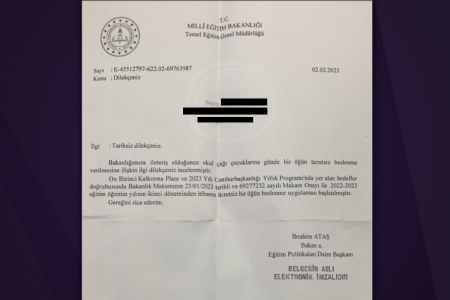 T.C.
MİLLÎ EĞİTİM BAKANLIĞI
Temel Eğitim Genel Müdürlüğü
Sayı : E-45512797-622.02-69763987
02.02.2023
Konu : Dilekçeniz
İlgi : Tarihsiz dilekçeniz.
Bakanlığımıza iletmiş olduğunuz okul çağı çocuklarına günde bir öğün ücretsiz beslenme
verilmesine ilişkin ilgi dilekçeniz incelenmiştir.
On Birinci Kalkınma Planı ve 2023 Yılı Cumhurbaşkanlığı Yıllık Programı'nda yer alan hedefler
doğrultusunda Bakanlık Makamının 25/01/2023 tarihli ve 69277232 sayılı Makam Onayı ile 2022-2023
eğitim öğretim yılının ikinci döneminden itibaren ücretsiz bir öğün beslenme uygulaması başlatılmıştır.
Gereğini rica ederim.
İbrahim ATAŞ
Bakan a.
Eğitim Politikaları Daire Başkanı
BELGENİN ASLI
ELEKTRONİK İMZALIDIR